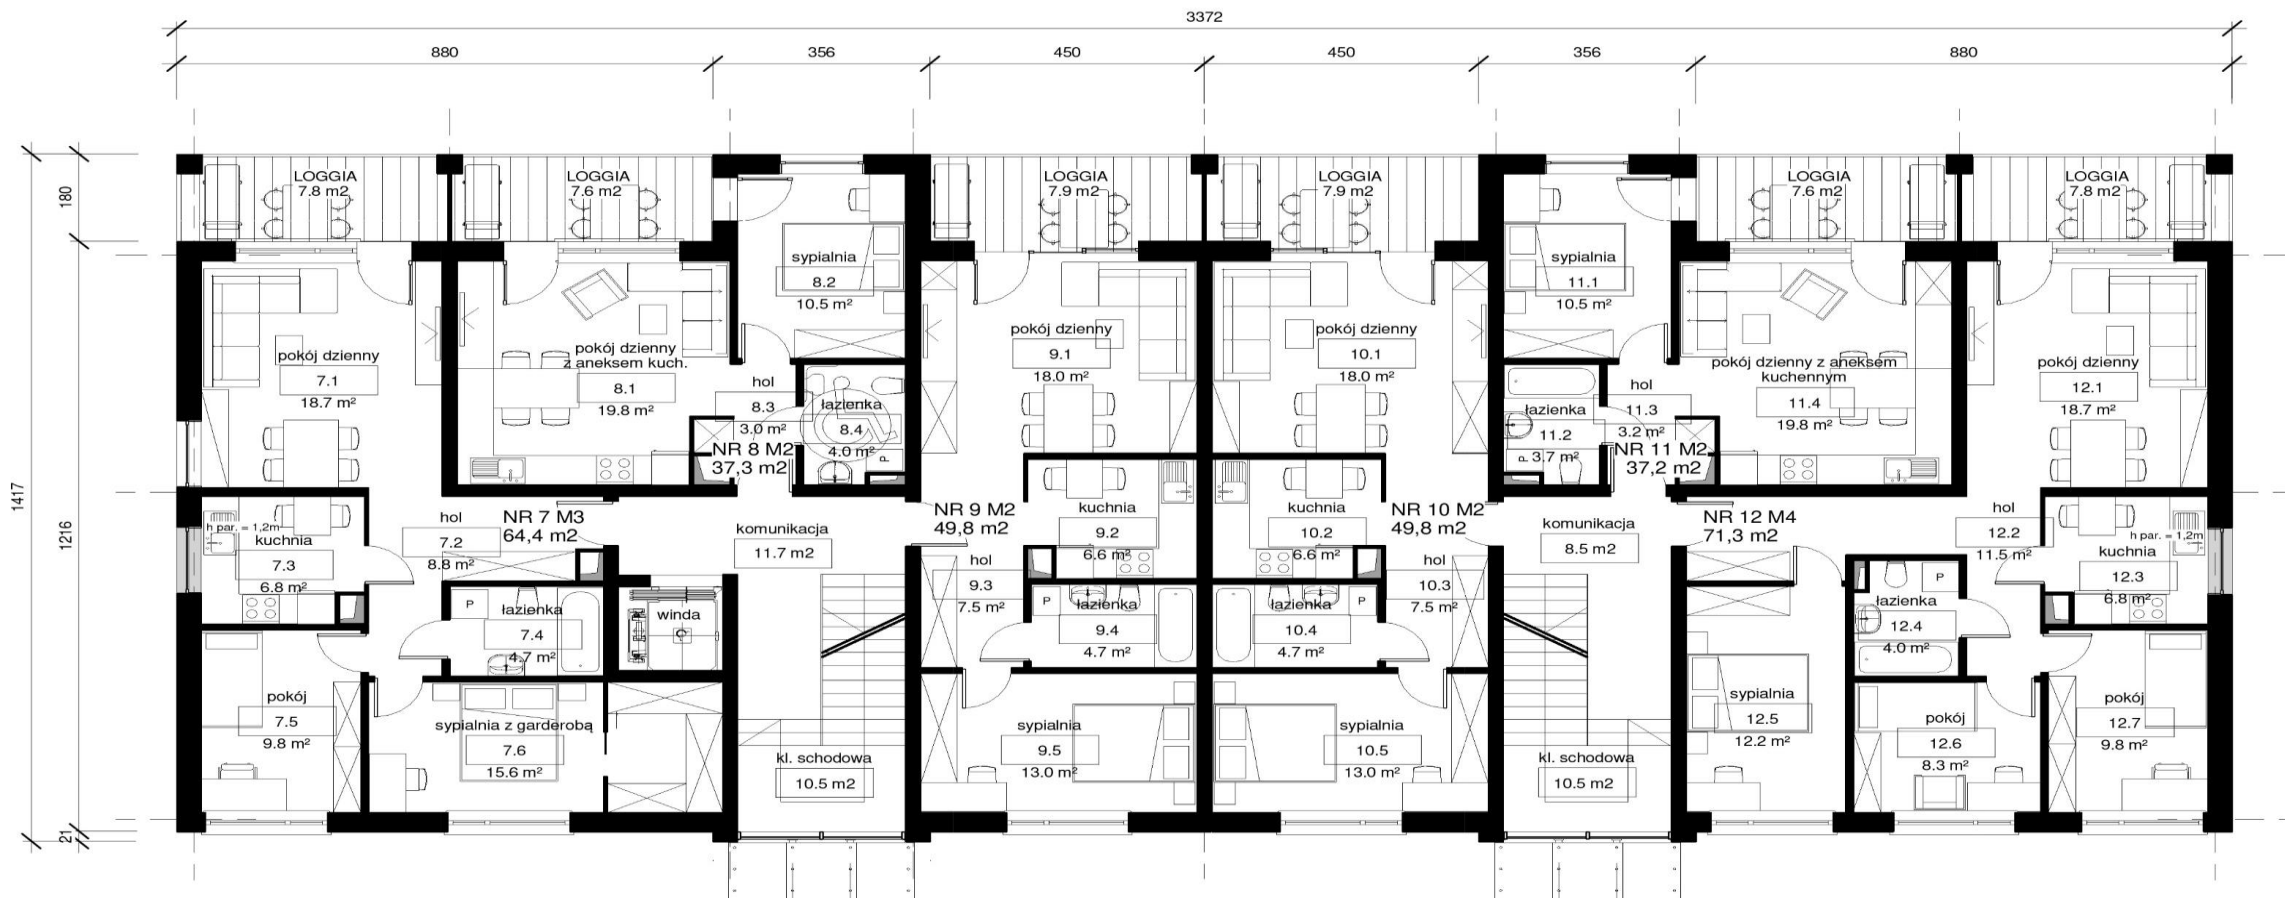 3372
880
356
450
450
356
880
1417
180
1216
21
LOGGIA
7.8 m2
LOGGIA
7.6 m2
LOGGIA
7.9 m2
LOGGIA
7.9 m2
LOGGIA
7.6 m2
LOGGIA
7.8 m2
pokój dzienny
7.1
18.7 m²
pokój dzienny
z aneksem kuch.
8.1
19.8 m²
sypialnia
8.2
10.5 m²
hol
8.3
3.0 m²
łazienka
8.4
4.0 m²
P
NR 8 M2
37,3 m2
pokój dzienny
9.1
18.0 m²
pokój dzienny
10.1
18.0 m²
sypialnia
11.1
10.5 m²
łazienka
11.2
3.7 m²
P
hol
11.3
3.2 m²
NR 11 M2
37,2 m2
pokój dzienny z aneksem
kuchennym
11.4
19.8 m²
pokój dzienny
12.1
18.7 m²
h par. = 1,2m
kuchnia
7.3
6.8 m²
hol
7.2
8.8 m²
NR 7 M3
64,4 m2
komunikacja
11.7 m2
NR 9 M2
49,8 m2
kuchnia
9.2
6.6 m²
kuchnia
10.2
6.6 m²
NR 10 M2
49,8 m2
komunikacja
8.5 m2
NR 12 M4
71,3 m2
hol
12.2
11.5 m²
h par. = 1,2m
kuchnia
12.3
6.8 m²
P
łazienka
7.4
4.7 m²
winda
hol
9.3
7.5 m²
P
łazienka
9.4
4.7 m²
łazienka
P
10.4
4.7 m²
hol
10.3
7.5 m²
P
łazienka
12.4
4.0 m²
pokój
7.5
9.8 m²
sypialnia z garderobą
7.6
15.6 m²
kl. schodowa
10.5 m2
sypialnia
9.5
13.0 m²
sypialnia
10.5
13.0 m²
kl. schodowa
10.5 m2
sypialnia
12.5
12.2 m²
pokój
12.6
8.3 m²
pokój
12.7
9.8 m²